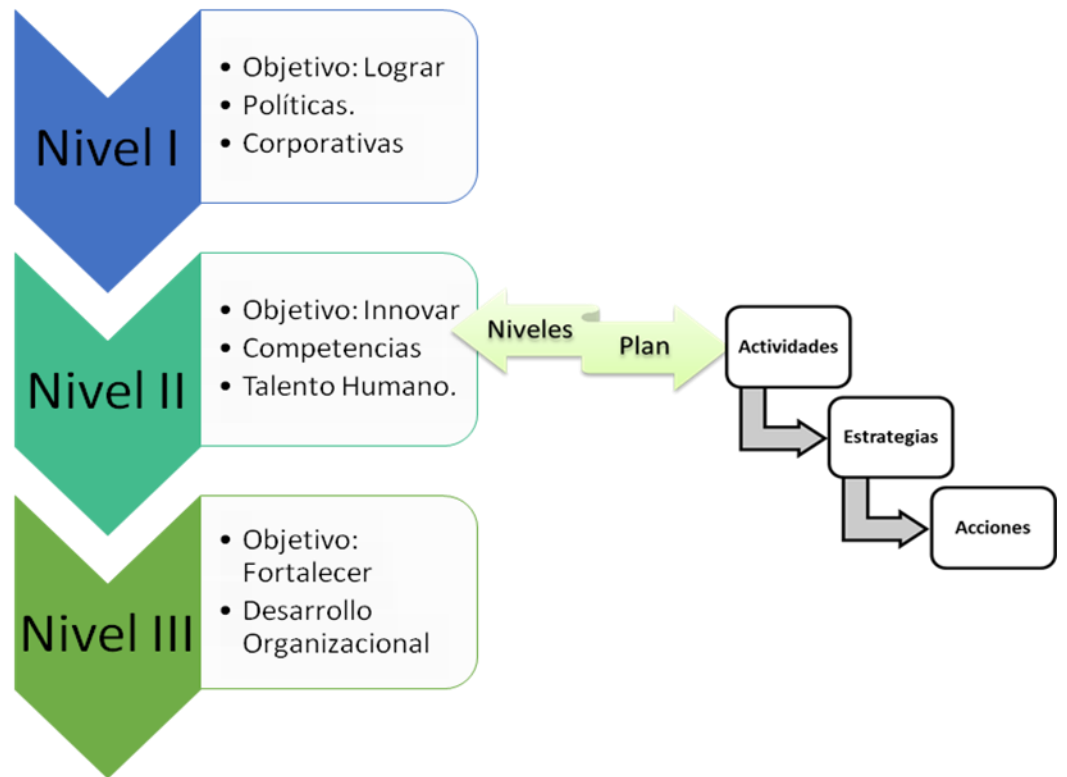 Nivel I
• Objetivo: Lograr
• Políticas.
• Corporativas
Nivel II
• Objetivo: Innovar
• Competencias
• Talento Humano.
Niveles
Plan
Actividades
Estrategias
Acciones
Nivel III
• Objetivo:
Fortalecer
• Desarrollo
Organizacional